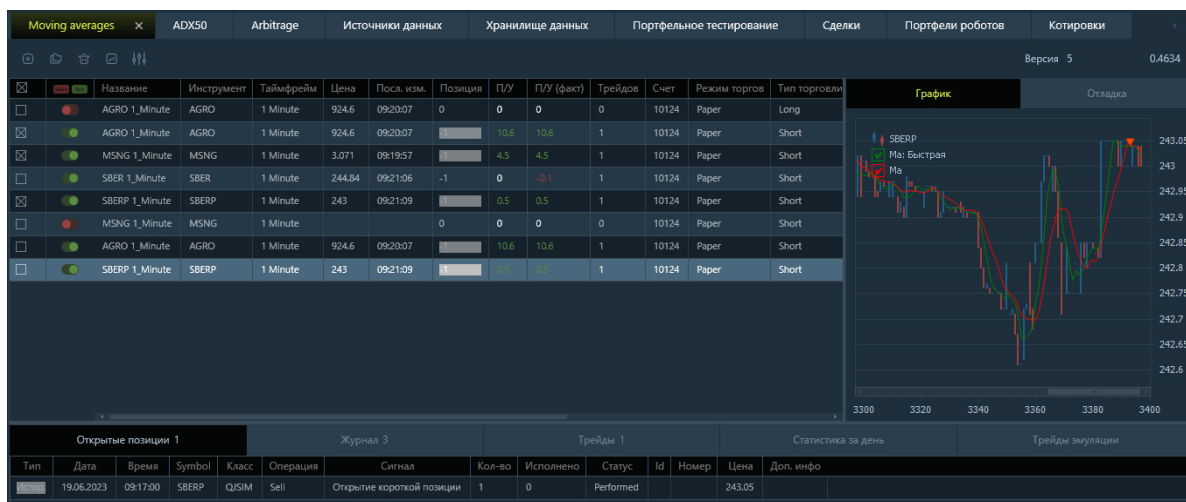 Moving averages × ADX50 Arbitrage Источники данных Хранилище данных Портфельное тестирование Сделки Портфели роботов Котировки
Версия 5 0.4634
Название Инструмент Таймфрейм Цена Посл. изм. Позиция П/У П/У (факт) Трейдов Счет Режим торгов Тип торговли
AGRO 1_Minute AGRO 1 Minute 924.6 09:20:07 0 0 0 0 10124 Paper Long
AGRO 1_Minute AGRO 1 Minute 924.6 09:20:07 -1 10.6 10.6 1 10124 Paper Short
MSNG 1_Minute MSNG 1 Minute 3.071 09:19:57 -1 4.5 4.5 1 10124 Paper Short
SBER 1_Minute SBER 1 Minute 244.84 09:21:06 -1 0 -0.1 1 10124 Paper Short
SBERP 1_Minute SBERP 1 Minute 243 09:21:09 -1 0.5 0.5 1 10124 Paper Short
MSNG 1_Minute MSNG 1 Minute 0 0 0 0 10124 Paper Short
AGRO 1_Minute AGRO 1 Minute 924.6 09:20:07 -1 10.6 10.6 1 10124 Paper Short
SBERP 1_Minute SBERP 1 Minute 243 09:21:09 -1 0.5 0.5 1 10124 Paper Short
График Отладка
SBERP
Ma: Быстрая
Ma
243.05
243
242.95
242.9
242.85
242.8
242.75
242.7
242.65
242.6
3300 3320 3340 3360 3380 3400
Открытые позиции 1 Журнал 3 Трейды 1 Статистика за день Трейды эмуляции
Тип Дата Время Symbol Класс Операция Сигнал Кол-во Исполнено Статус Id Номер Цена Доп. инфо
Истор 19.06.2023 09:17:00 SBERP QJSIM Sell Открытие короткой позиции 1 0 Performed 243.05